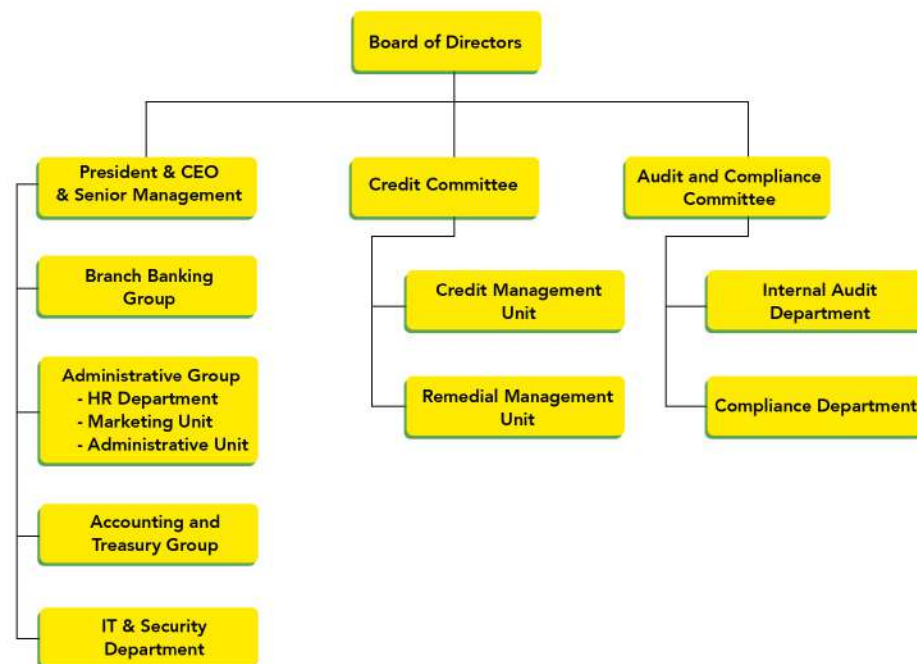 Board of Directors
President & CEO
& Senior Management
Credit Committee
Audit and Compliance
Committee
Branch Banking
Group
Credit Management
Unit
Internal Audit
Department
Administrative Group
- HR Department
- Marketing Unit
- Administrative Unit
Remedial Management
Unit
Compliance Department
Accounting and
Treasury Group
IT & Security
Department